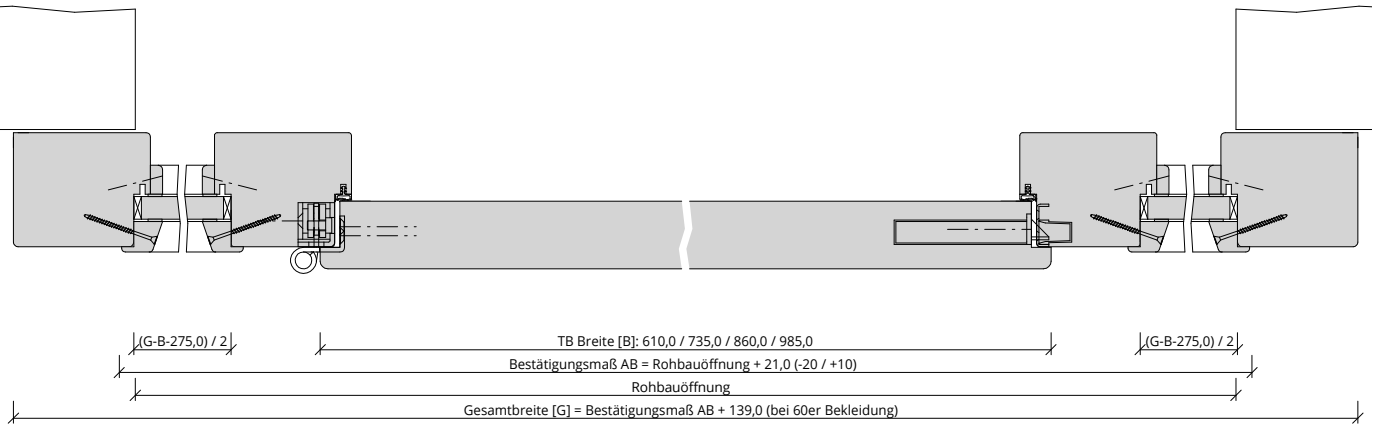 (G-B-275,0) / 2 TB Breite [B]: 610,0 / 735,0 / 860,0 / 985,0 (G-B-275,0) / 2
Bestätigungsmaß AB = Rohbauöffnung + 21,0 (-20 / +10)
Rohbauöffnung
Gesamtbreite [G] = Bestätigungsmaß AB + 139,0 (bei 60er Bekleidung)